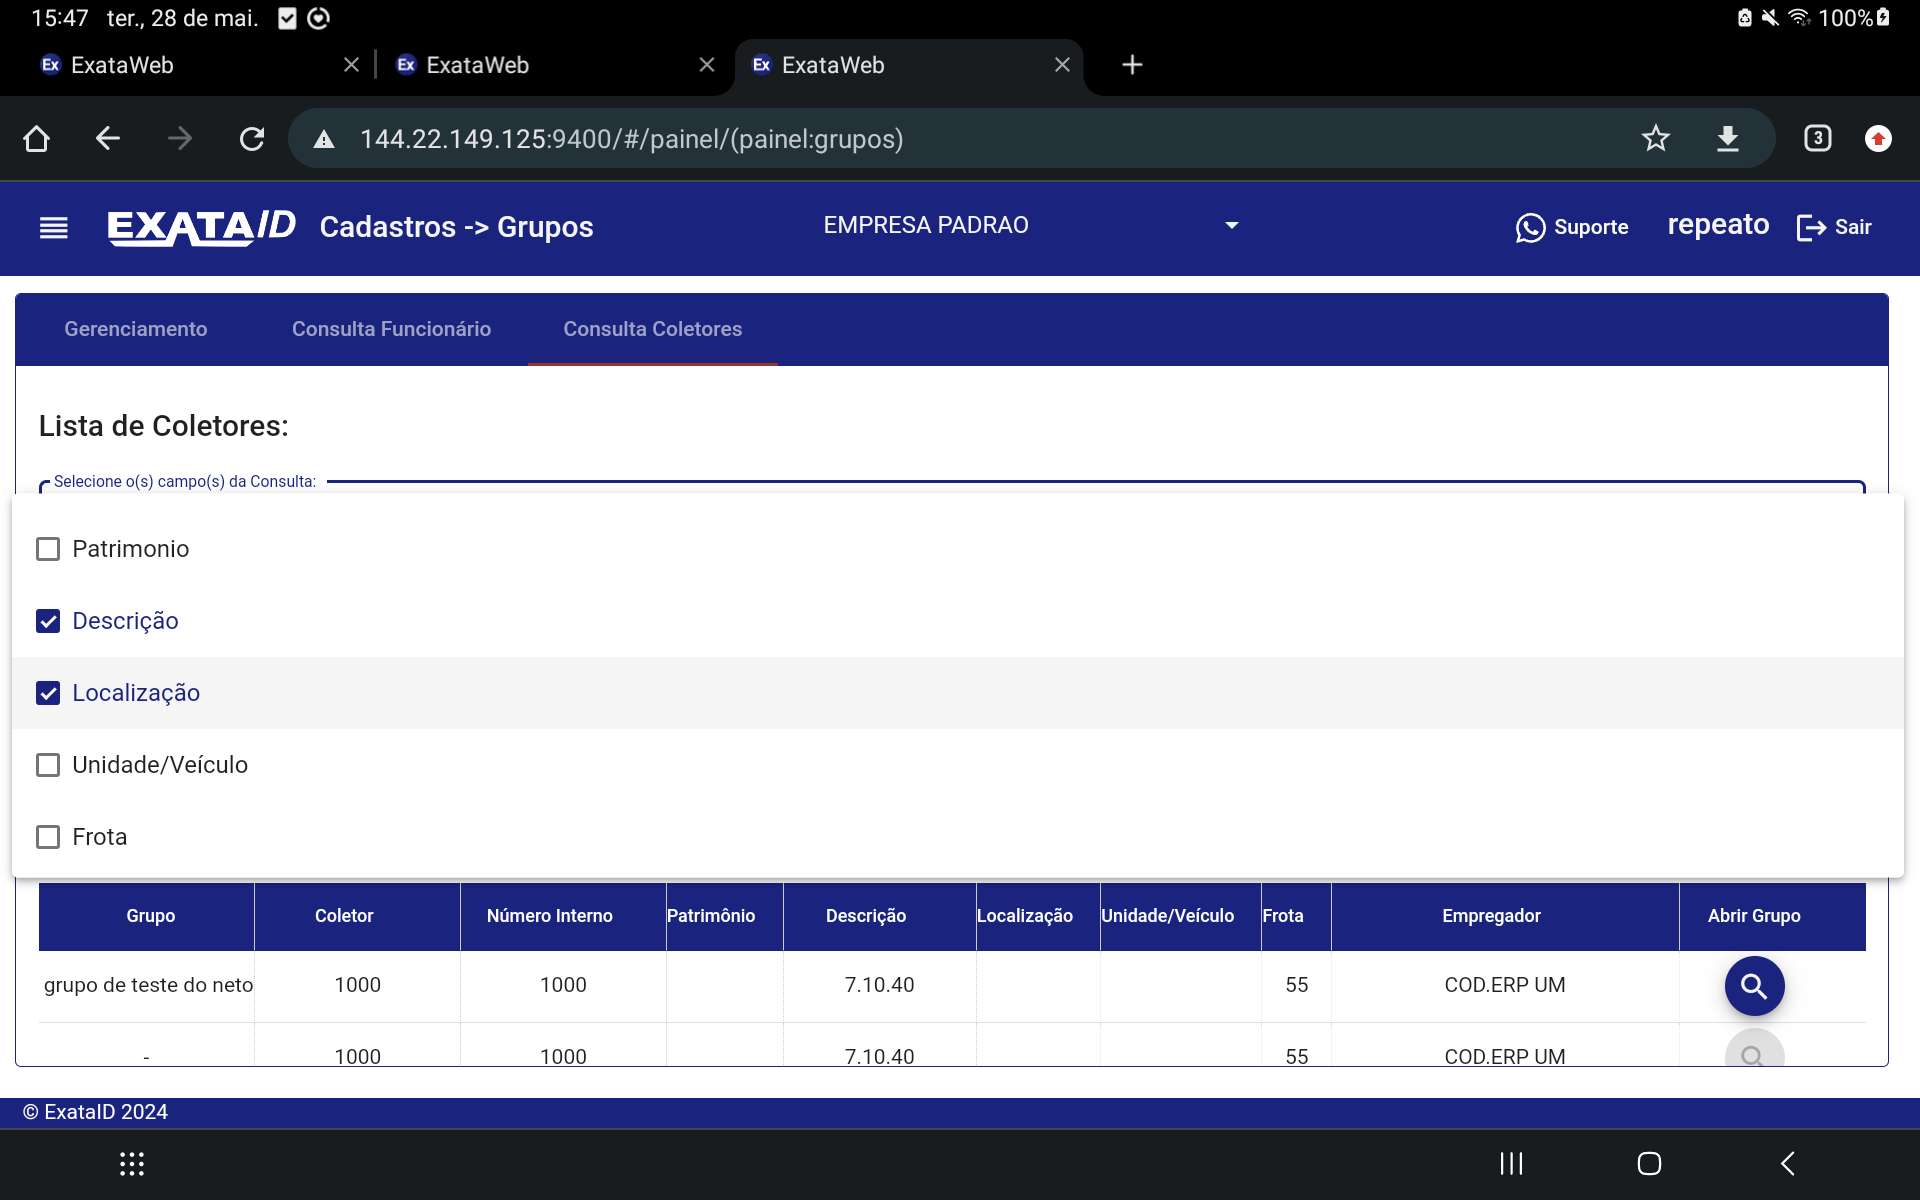 15:47 ter., 28 de mai. 100%
Ex ExataWeb Ex ExataWeb Ex ExataWeb
144.22.149.125:9400/#/painel/(painel:grupos) 3
EXATAID Cadastros -> Grupos EMPRESA PADRAO Suporte repeato Sair
Gerenciamento Consulta Funcionário Consulta Coletores
Lista de Coletores:
Selecione o(s) campo(s) da Consulta:
Patrimonio
Descrição
Localização
Unidade/Veículo
Frota
Grupo Coletor Número Interno Patrimônio Descrição Localização Unidade/Veículo Frota Empregador Abrir Grupo
grupo de teste do neto 1000 1000 7.10.40 55 COD.ERP UM
- 1000 1000 7.10.40 55 COD.ERP UM
© ExataID 2024